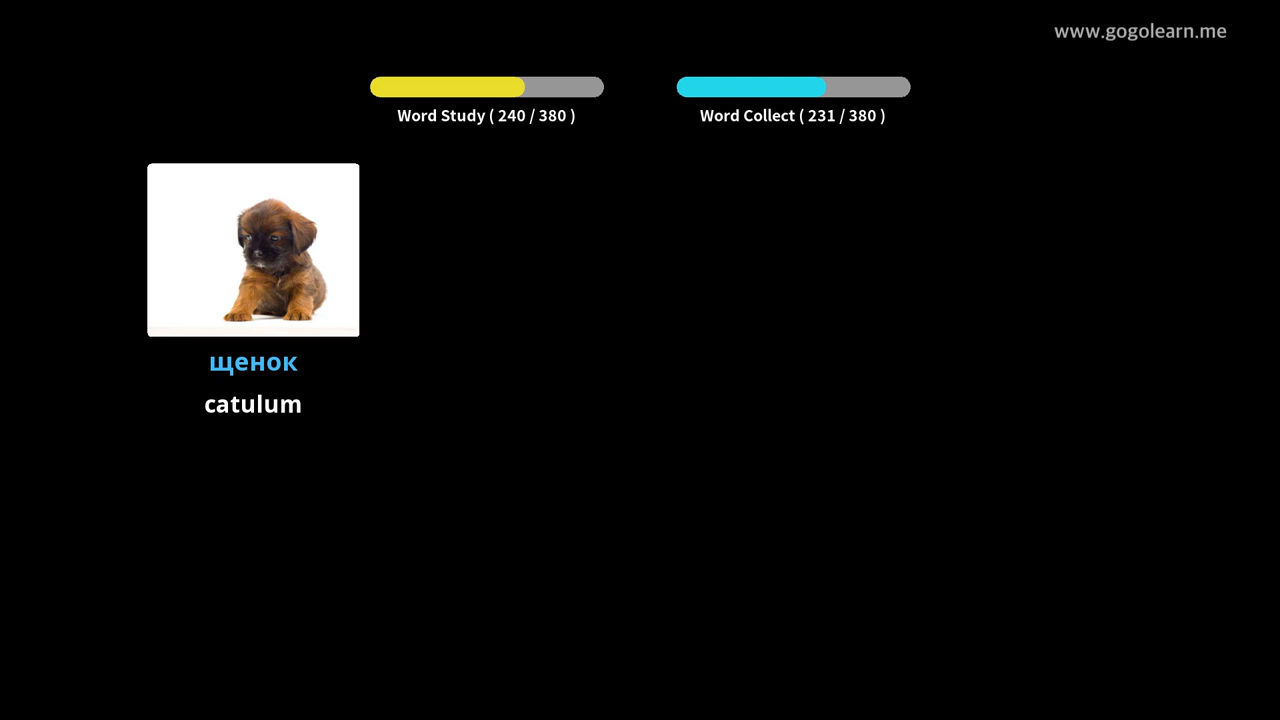 www.gogolearn.me
Word Study ( 240 / 380 )
Word Collect ( 231 / 380 )
щенок
catulum